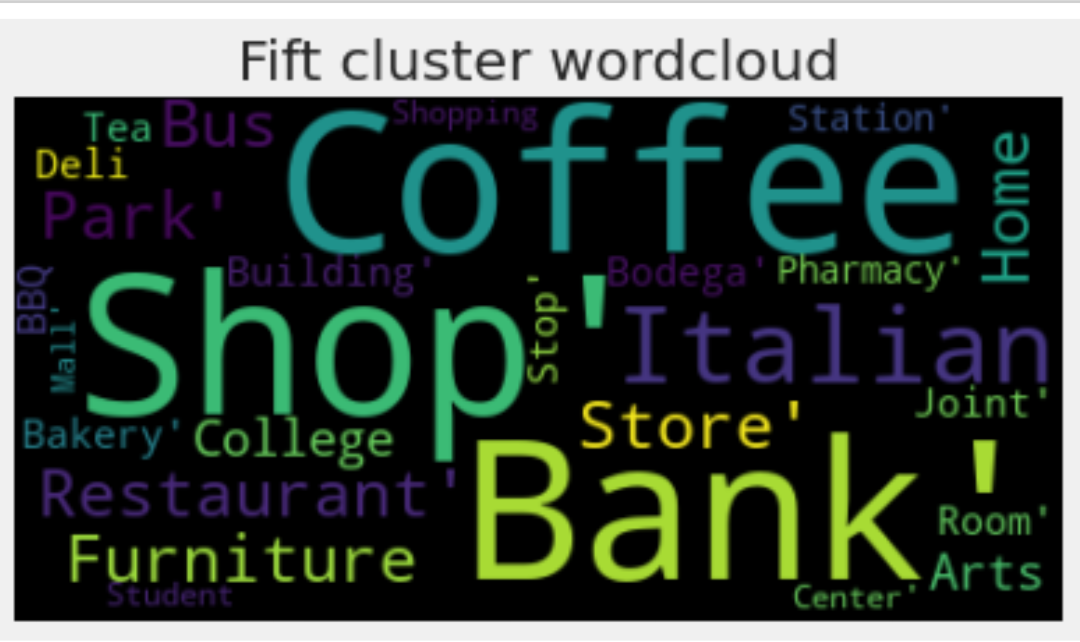 Fift cluster wordcloud
Tea
Bus
Shopping
Coffee
Station'
Home
Deli
Park'
BBQ
Building'
Bodega'
Pharmacy'
Mall'
Shop'
Stop'
Italian
Joint'
Store'
Bakery'
College
Restaurant'
Bank'
Room'
Furniture
Arts
Student
Center'